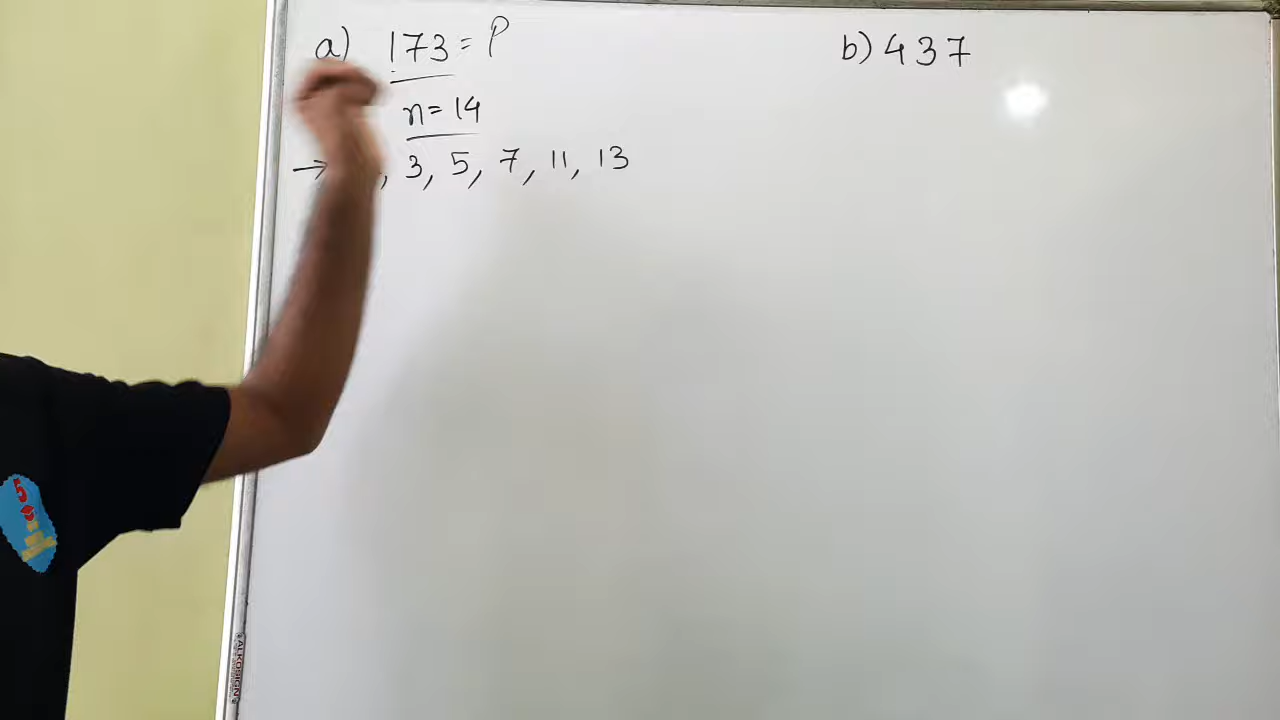 a) 173 = P
n = 14
→ , 3, 5, 7, 11, 13
b) 437